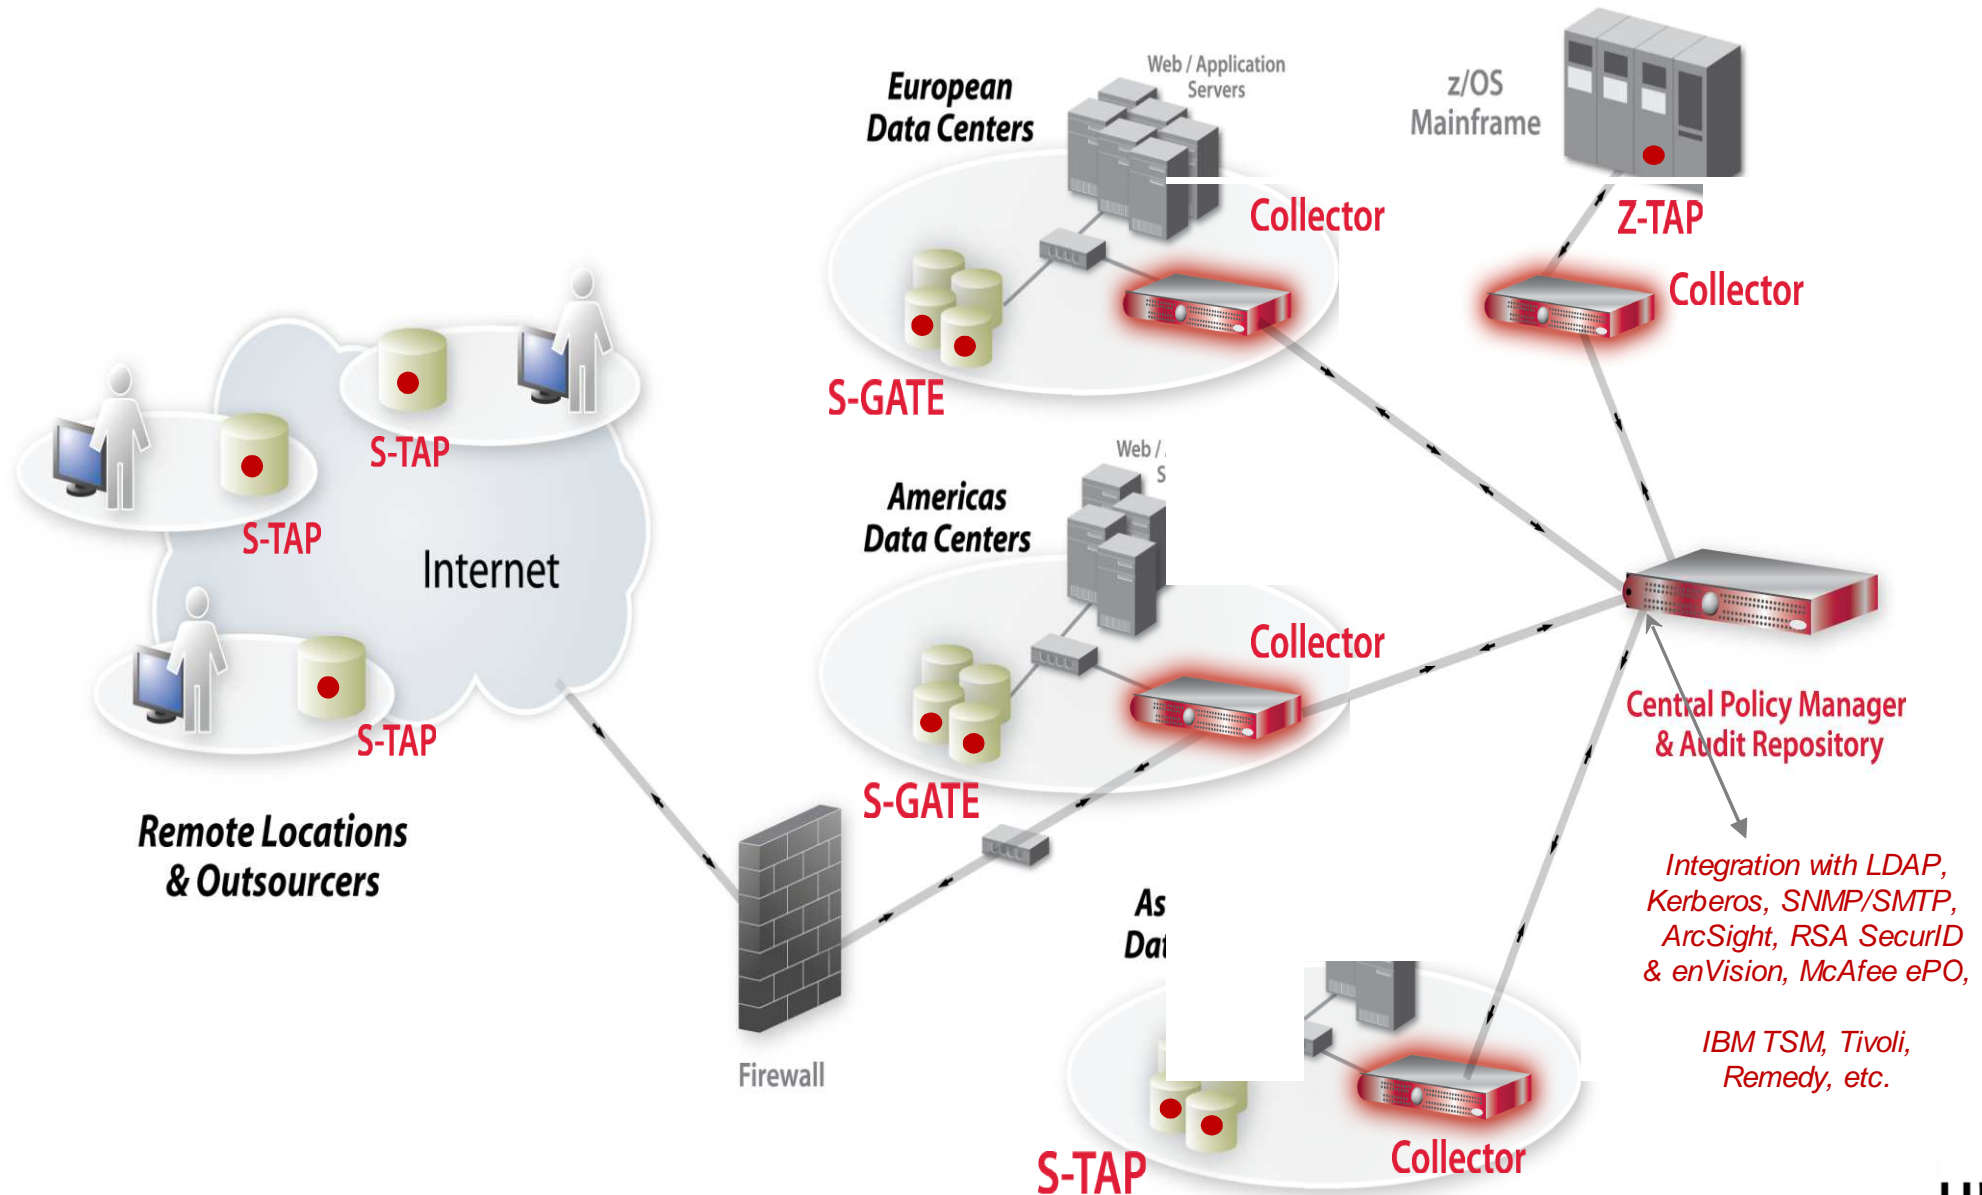 European
Data Centers
Web / Application
Servers
z/OS
Mainframe
Collector
Z-TAP
Collector
S-GATE
S-TAP
S-TAP
Internet
S-TAP
Remote Locations
& Outsourcers
Web /
Americas
Data Centers
Collector
S-GATE
Central Policy Manager
& Audit Repository
Firewall
Integration with LDAP,
Kerberos, SNMP/SMTP,
ArcSight, RSA SecurID
& enVision, McAfee ePO,
IBM TSM, Tivoli,
Remedy, etc.
S-TAP
Collector